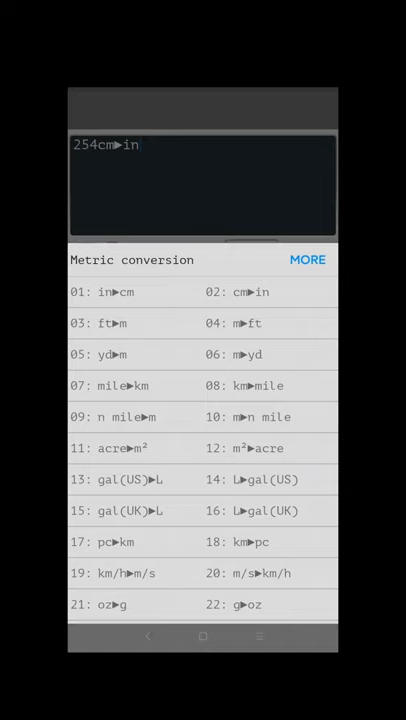 254cm▶in
Metric conversion MORE
01: in▶cm 02: cm▶in
03: ft▶m 04: m▶ft
05: yd▶m 06: m▶yd
07: mile▶km 08: km▶mile
09: n mile▶m 10: m▶n mile
11: acre▶m² 12: m²▶acre
13: gal(US)▶L 14: L▶gal(US)
15: gal(UK)▶L 16: L▶gal(UK)
17: pc▶km 18: km▶pc
19: km/h▶m/s 20: m/s▶km/h
21: oz▶g 22: g▶oz